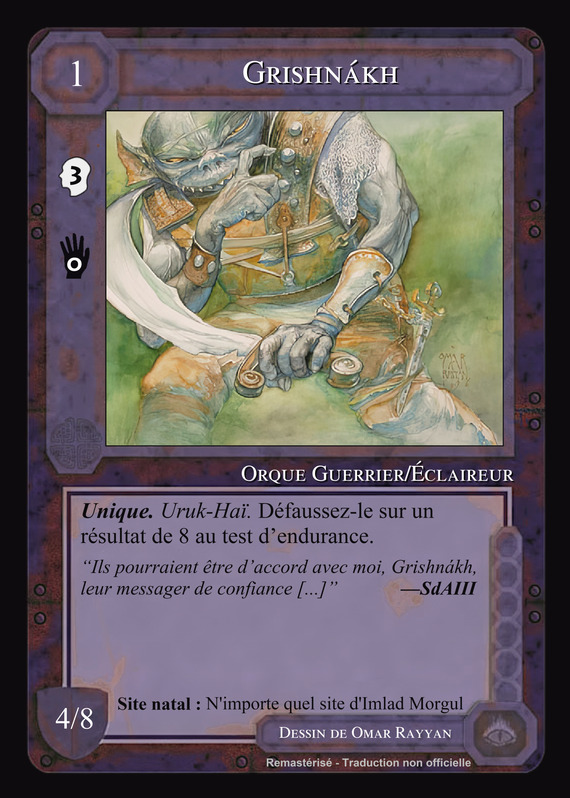 1
GRISHNÁKH
3
0
ORQUE GUERRIER/ÉCLAIREUR
Unique. Uruk-Haï. Défaussez-le sur un
résultat de 8 au test d’endurance.
“Ils pourraient être d’accord avec moi, Grishnákh,
leur messager de confiance [...]” —SdAIII
Site natal : N'importe quel site d'Imlad Morgul
4/8
DESSIN DE OMAR RAYYAN
Remastérisé - Traduction non officielle